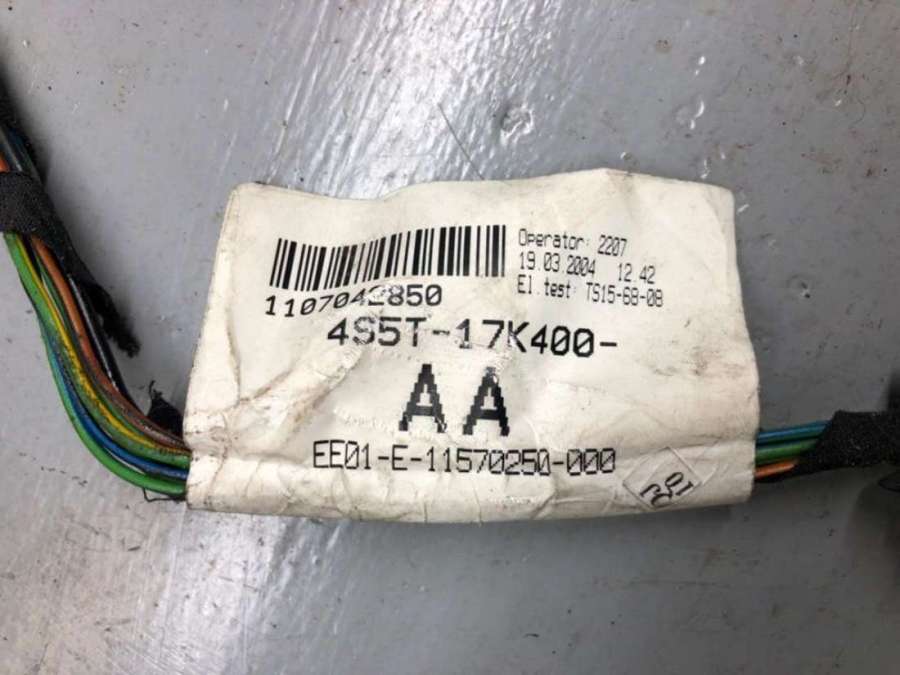 Operator: 2207
19.03.2004 12.42
El.test: TS15-68-08
1107042850
4S5T-17K400-
AA
EE01-E-11570250-000
10